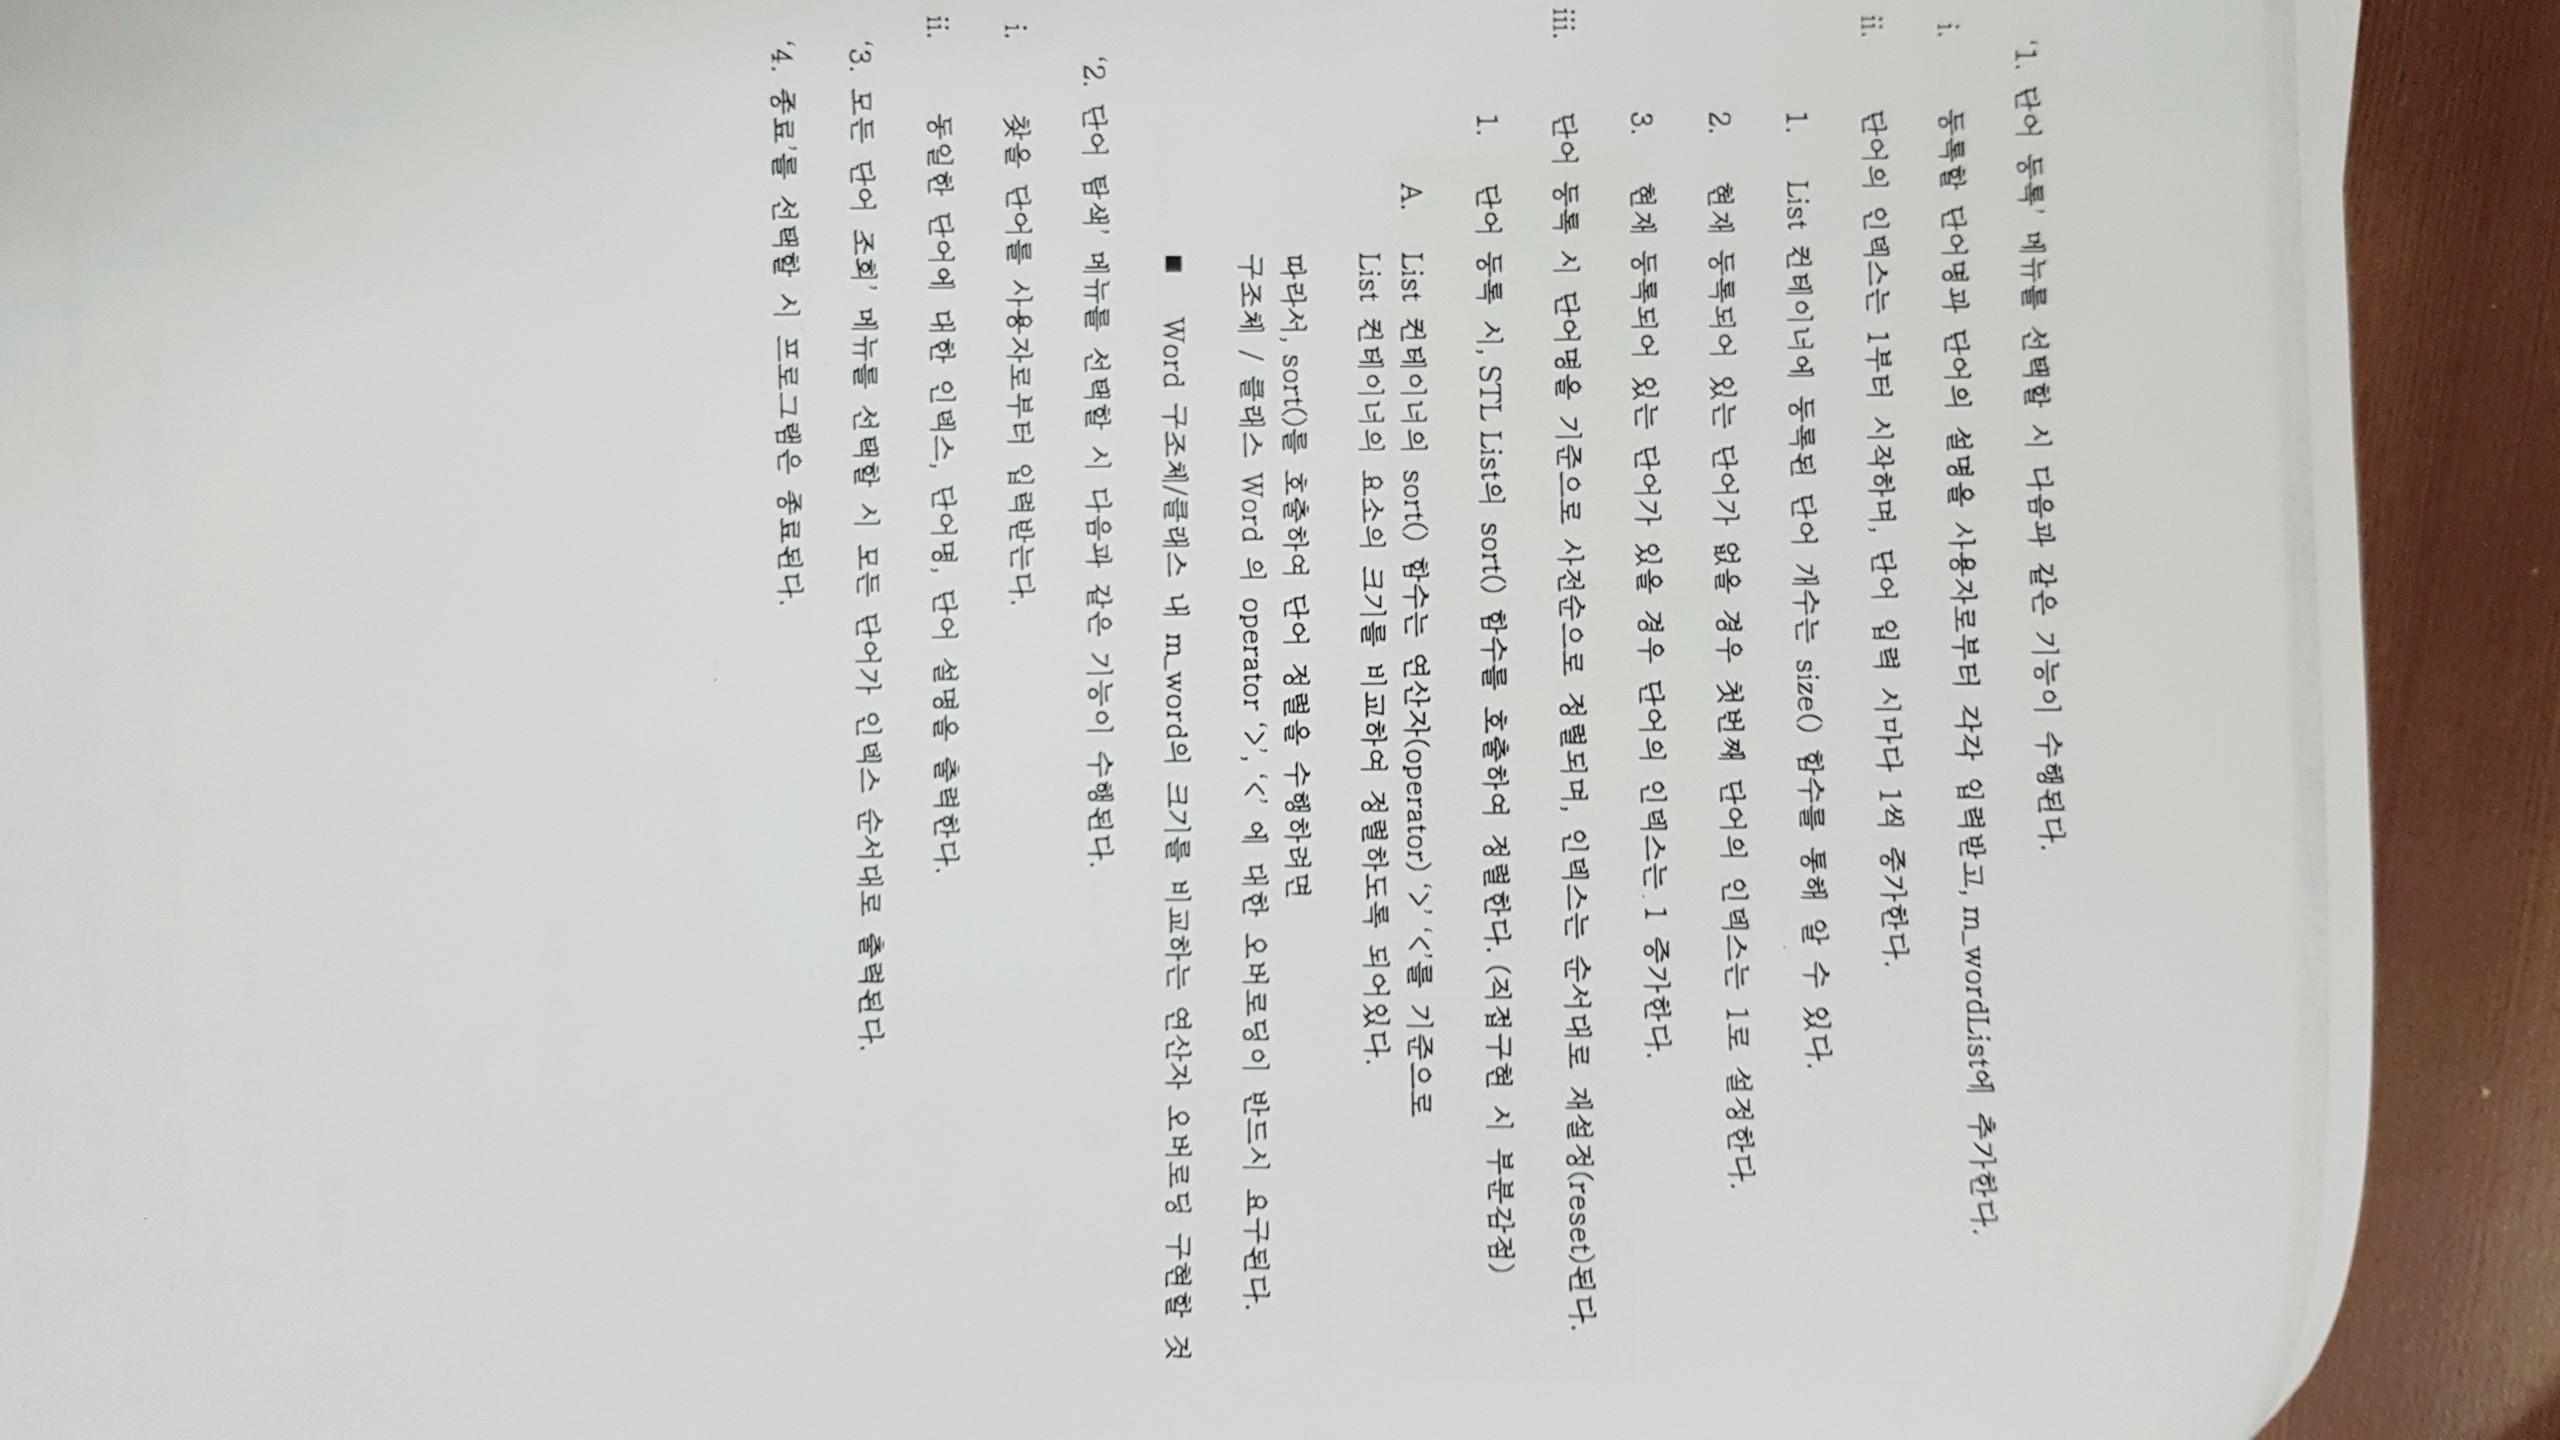 ‘1. 단어 등록’ 메뉴를 선택할 시 다음과 같은 기능이 수행된다.
i. 등록할 단어명과 단어의 설명을 사용자로부터 각각 입력받고, m_wordList에 추가한다.
ii. 단어의 인덱스는 1부터 시작하며, 단어 입력 시마다 1씩 증가한다.
1. List 컨테이너에 등록된 단어 개수는 size() 함수를 통해 알 수 있다.
2. 현재 등록되어 있는 단어가 없을 경우 첫번째 단어의 인덱스는 1로 설정한다.
3. 현재 등록되어 있는 단어가 있을 경우 단어의 인덱스는 1 증가한다.
iii. 단어 등록 시 단어명을 기준으로 사전순으로 정렬되며, 인덱스는 순서대로 재설정(reset)된다.
1. 단어 등록 시, STL List의 sort() 함수를 호출하여 정렬한다. (직접구현 시 부분감점)
A. List 컨테이너의 sort() 함수는 연산자(operator) ‘>’ ‘<’를 기준으로
List 컨테이너의 요소의 크기를 비교하여 정렬하도록 되어있다.
따라서, sort()를 호출하여 단어 정렬을 수행하려면
구조체 / 클래스 Word 의 operator ‘>’, ‘<’ 에 대한 오버로딩이 반드시 요구된다.
■ Word 구조체/클래스 내 m_word의 크기를 비교하는 연산자 오버로딩 구현할 것
‘2. 단어 탐색’ 메뉴를 선택할 시 다음과 같은 기능이 수행된다.
i. 찾을 단어를 사용자로부터 입력받는다.
ii. 동일한 단어에 대한 인덱스, 단어명, 단어 설명을 출력한다.
‘3. 모든 단어 조회’ 메뉴를 선택할 시 모든 단어가 인덱스 순서대로 출력된다.
‘4. 종료’를 선택할 시 프로그램은 종료된다.